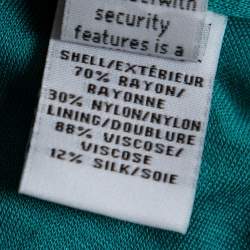 with
security
features is a
SHELL/EXTÉRIEUR
70% RAYON/
RAYONNE
30% NYLON/NYLON
LINING/DOUBLURE
88% VISCOSE/
VISCOSE
12% SILK/SOIE